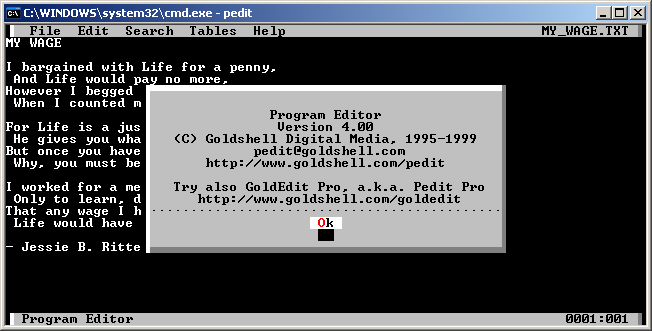 C:\WINDOWS\system32\cmd.exe - pedit
File Edit Search Tables Help MY_WAGE.TXT
MY WAGE
I bargained with Life for a penny,
And Life would pay no more,
However I begged
When I counted m
For Life is a jus
He gives you wha
But once you have
Why, you must be
I worked for a me
Only to learn, d
That any wage I h
Life would have
- Jessie B. Ritte
Program Editor
Version 4.00
(C) Goldshell Digital Media, 1995-1999
pedit@goldshell.com
http://www.goldshell.com/pedit
Try also GoldEdit Pro, a.k.a. Pedit Pro
http://www.goldshell.com/goldedit
Ok
Program Editor 0001:001